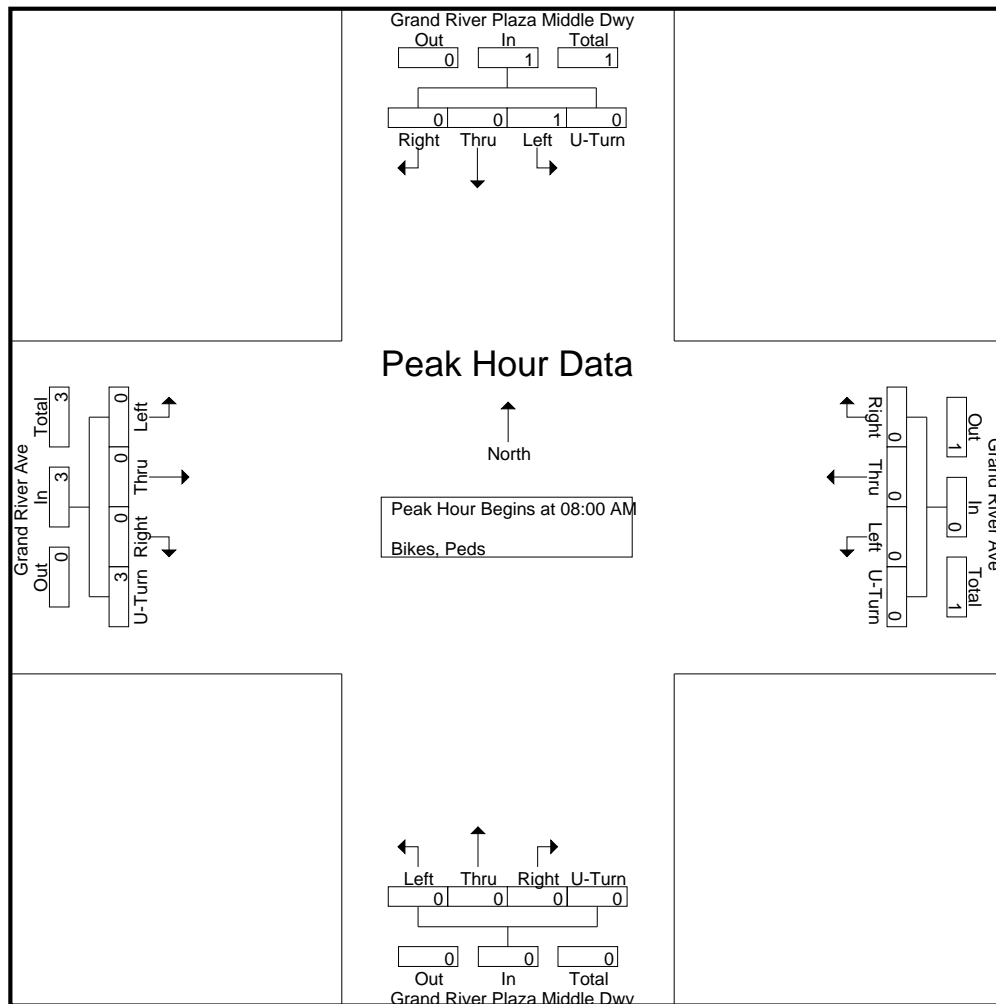 Grand River Plaza Middle Dwy
Out In Total
0 1 1
0 0 1 0
Right Thru Left U-Turn
Peak Hour Data
North
Peak Hour Begins at 08:00 AM
Bikes, Peds
Grand River Ave
Out In Total
0 3 3
3 0 0 0
U-Turn Right Thru Left
Right Thru Left U-Turn
0 0 0 0
1 0 1
Out In Total
Grand River Ave
Left Thru Right U-Turn
0 0 0 0
0 0 0
Out In Total
Grand River Plaza Middle Dwy